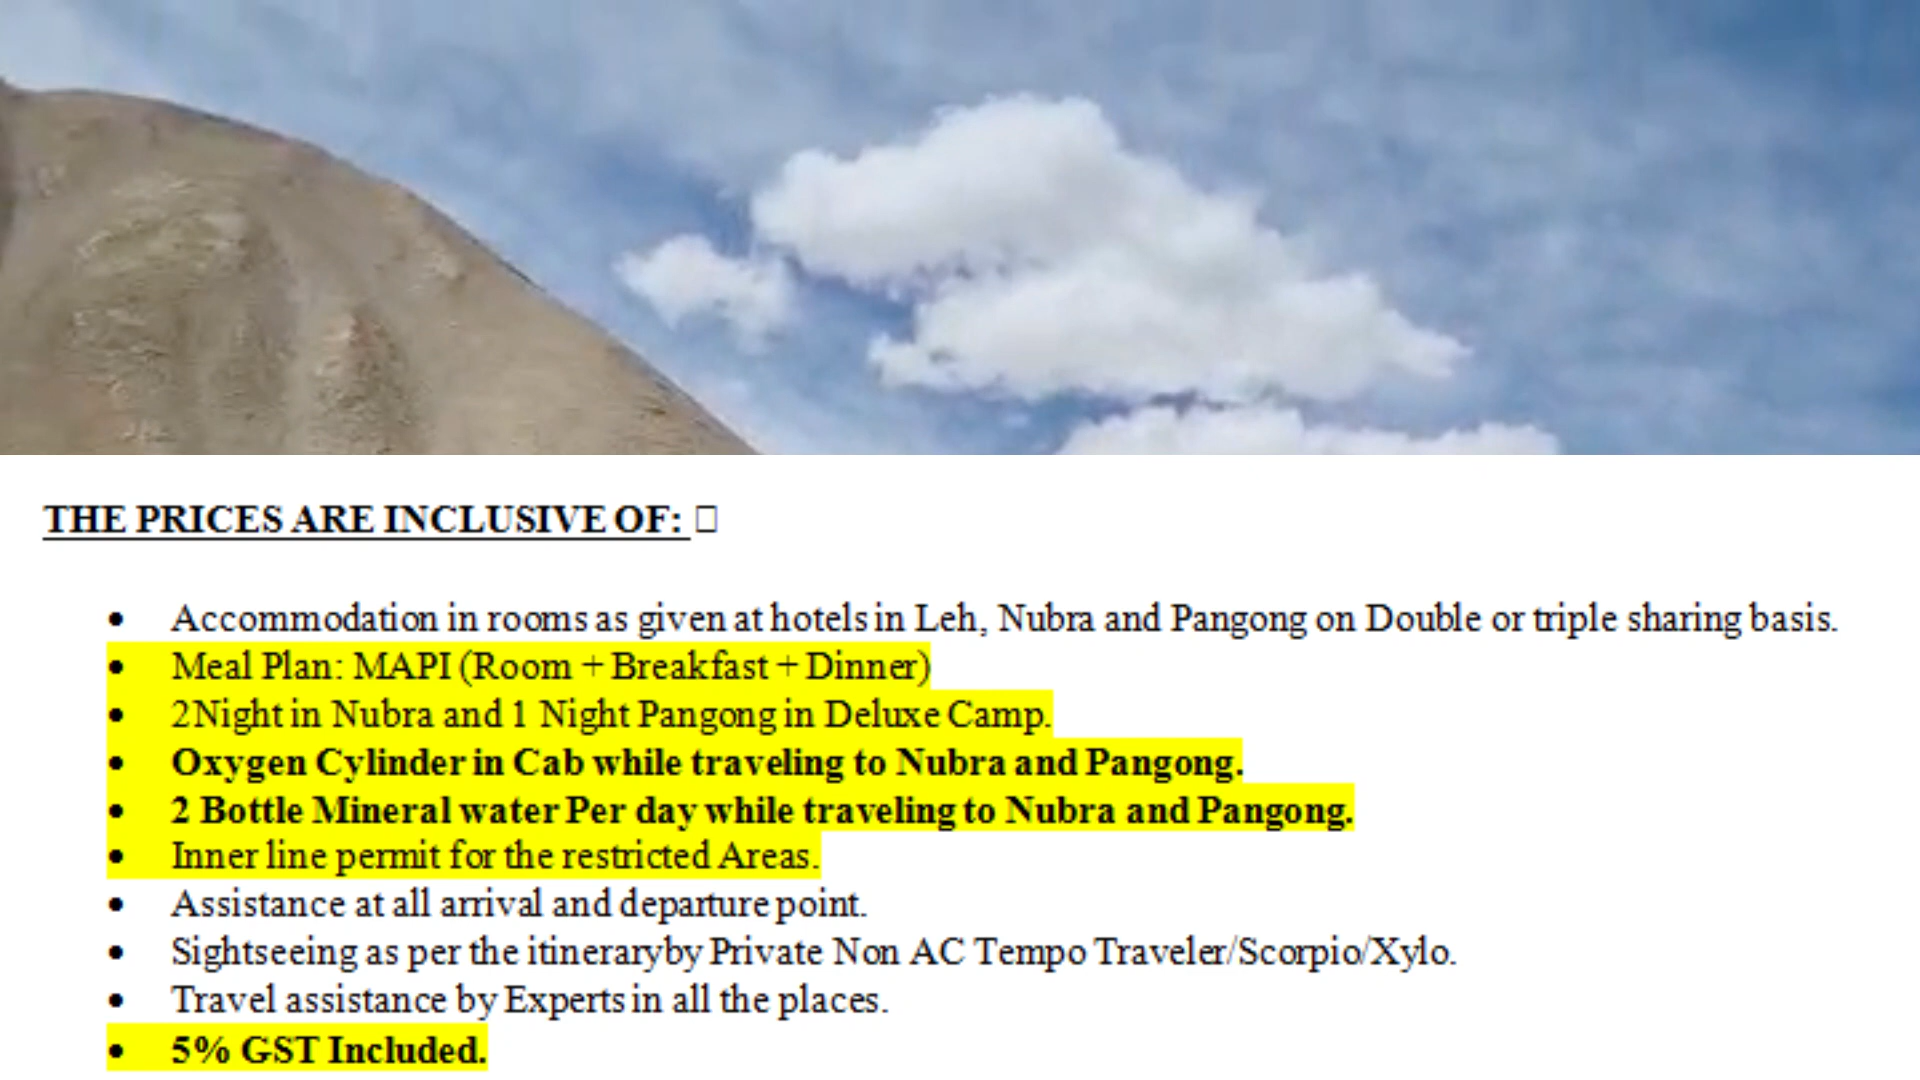 THE PRICES ARE INCLUSIVE OF:
• Accommodation in rooms as given at hotels in Leh, Nubra and Pangong on Double or triple sharing basis.
• Meal Plan: MAPI (Room + Breakfast + Dinner)
• 2Night in Nubra and 1 Night Pangong in Deluxe Camp.
• Oxygen Cylinder in Cab while traveling to Nubra and Pangong.
• 2 Bottle Mineral water Per day while traveling to Nubra and Pangong.
• Inner line permit for the restricted Areas.
• Assistance at all arrival and departure point.
• Sightseeing as per the itineraryby Private Non AC Tempo Traveler/Scorpio/Xylo.
• Travel assistance by Experts in all the places.
• 5% GST Included.